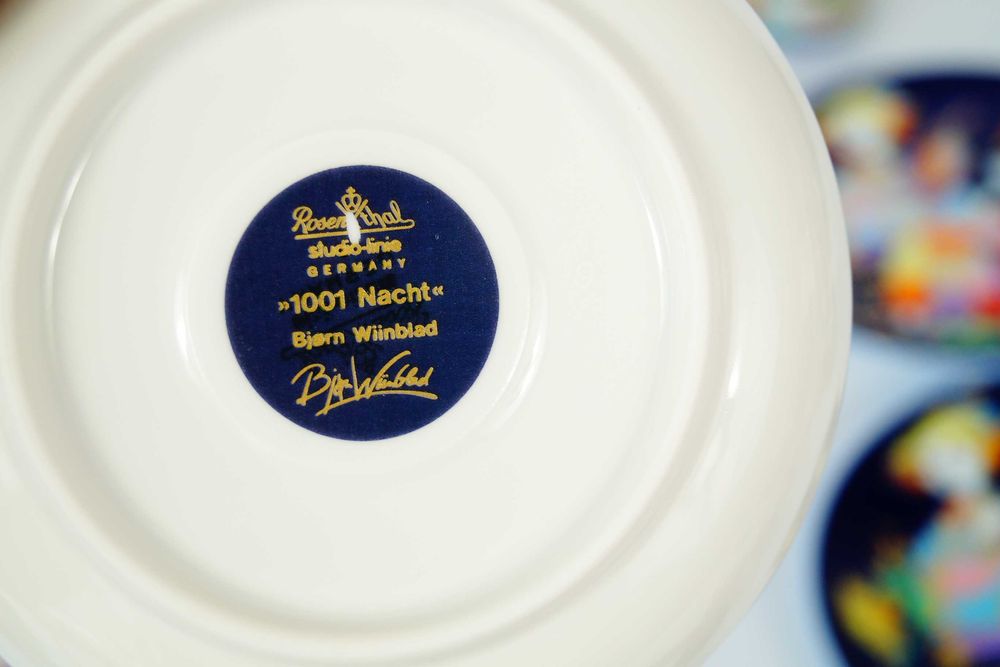 Rosenthal
studio-linie
GERMANY
»1001 Nacht«
Bjørn Wiinblad
Bjørn Wiinblad